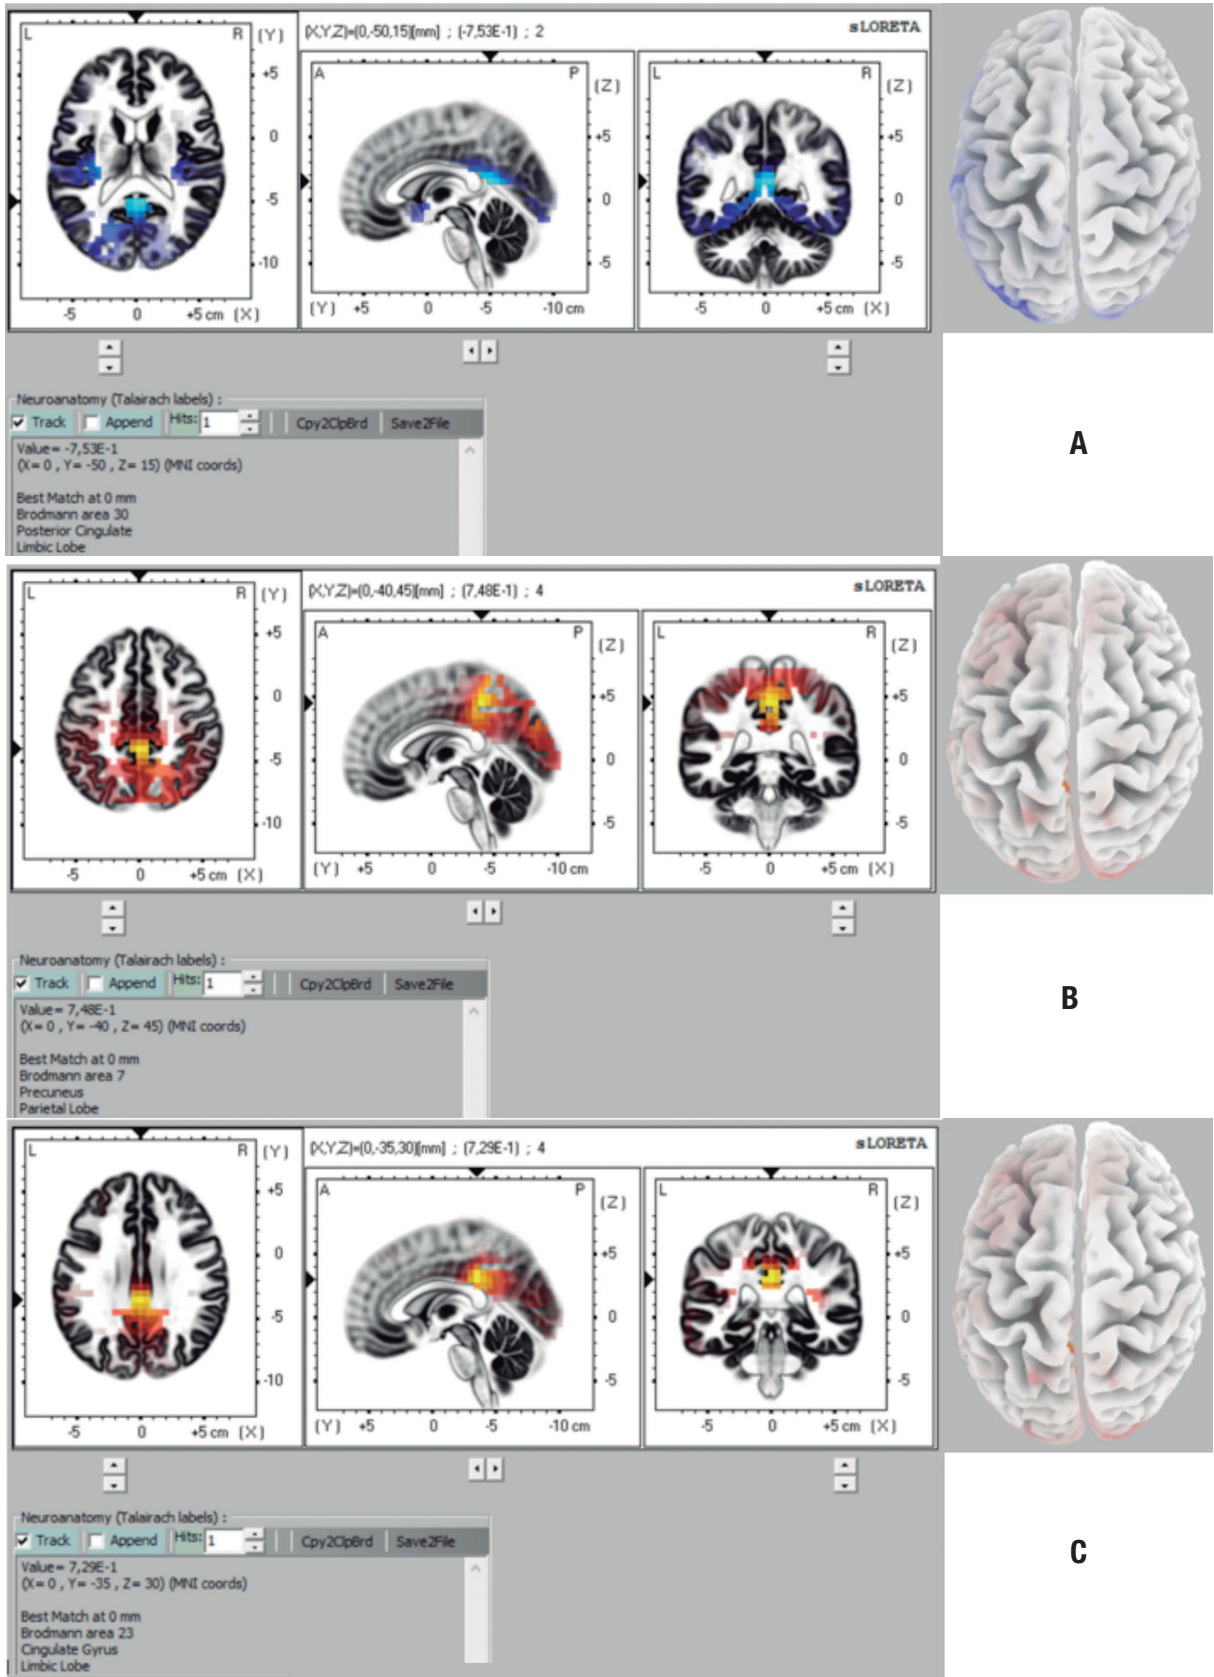 L R (Y) (X,Y,Z)=(0,-50,15)[mm] ; (-7,53E-1) ; 2 sLORETA
A P (Z) L R (Z)
+5 +5 +5
0 0 0
-5 -5 -5
-10
-5 0 +5 cm (X) (Y) +5 0 -5 -10 cm -5 0 +5 cm (X)
Neuroanatomy (Talairach labels) :
Track Append Hits: 1 Cpy2ClpBrd Save2File
Value= -7,53E-1
(X= 0 , Y= -50 , Z= 15) (MNI coords)
Best Match at 0 mm
Brodmann area 30
Posterior Cingulate
Limbic Lobe
A
L R (Y) (X,Y,Z)=(0,-40,45)[mm] ; (7,48E-1) ; 4 sLORETA
A P (Z) L R (Z)
+5 +5 +5
0 0 0
-5 -5 -5
-10
-5 0 +5 cm (X) (Y) +5 0 -5 -10 cm -5 0 +5 cm (X)
Neuroanatomy (Talairach labels) :
Track Append Hits: 1 Cpy2ClpBrd Save2File
Value= 7,48E-1
(X= 0 , Y= -40 , Z= 45) (MNI coords)
Best Match at 0 mm
Brodmann area 7
Precuneus
Parietal Lobe
B
L R (Y) (X,Y,Z)=(0,-35,30)[mm] ; (7,29E-1) ; 4 sLORETA
A P (Z) L R (Z)
+5 +5 +5
0 0 0
-5 -5 -5
-10
-5 0 +5 cm (X) (Y) +5 0 -5 -10 cm -5 0 +5 cm (X)
Neuroanatomy (Talairach labels) :
Track Append Hits: 1 Cpy2ClpBrd Save2File
Value= 7,29E-1
(X= 0 , Y= -35 , Z= 30) (MNI coords)
Best Match at 0 mm
Brodmann area 23
Cingulate Gyrus
Limbic Lobe
C